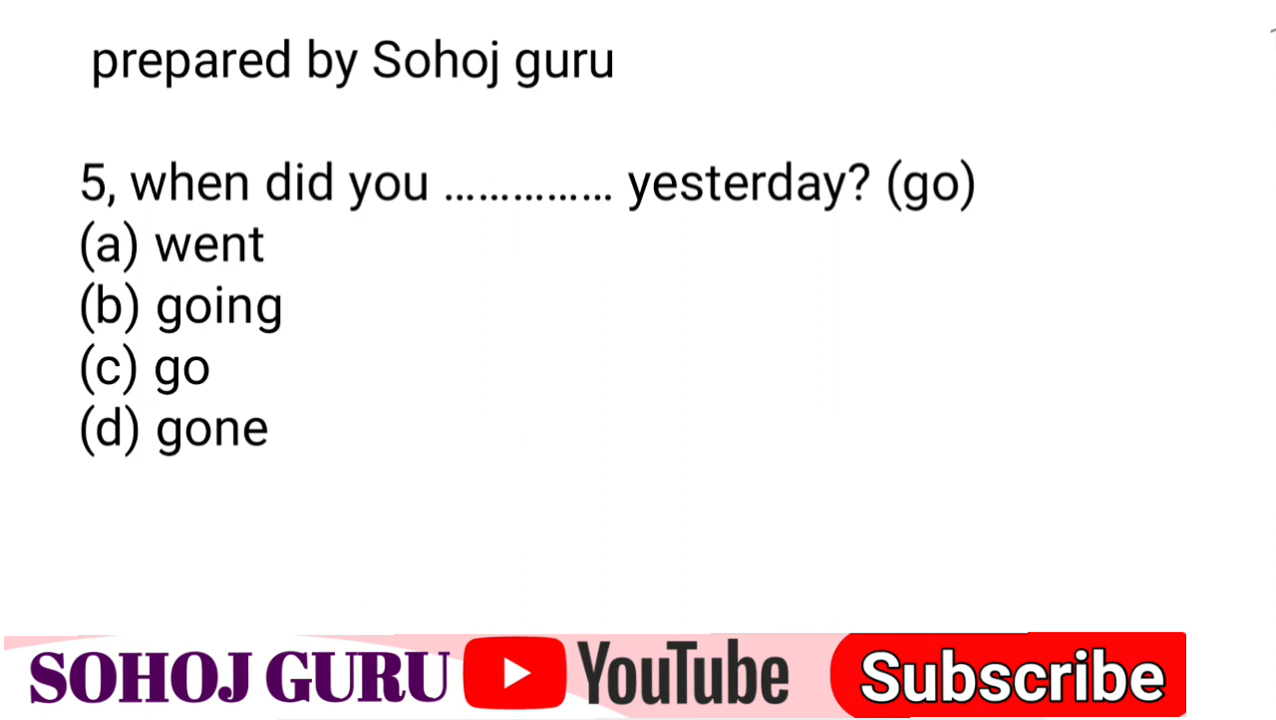 prepared by Sohoj guru
5, when did you ............... yesterday? (go)
(a) went
(b) going
(c) go
(d) gone
SOHOJ GURU YouTube Subscribe